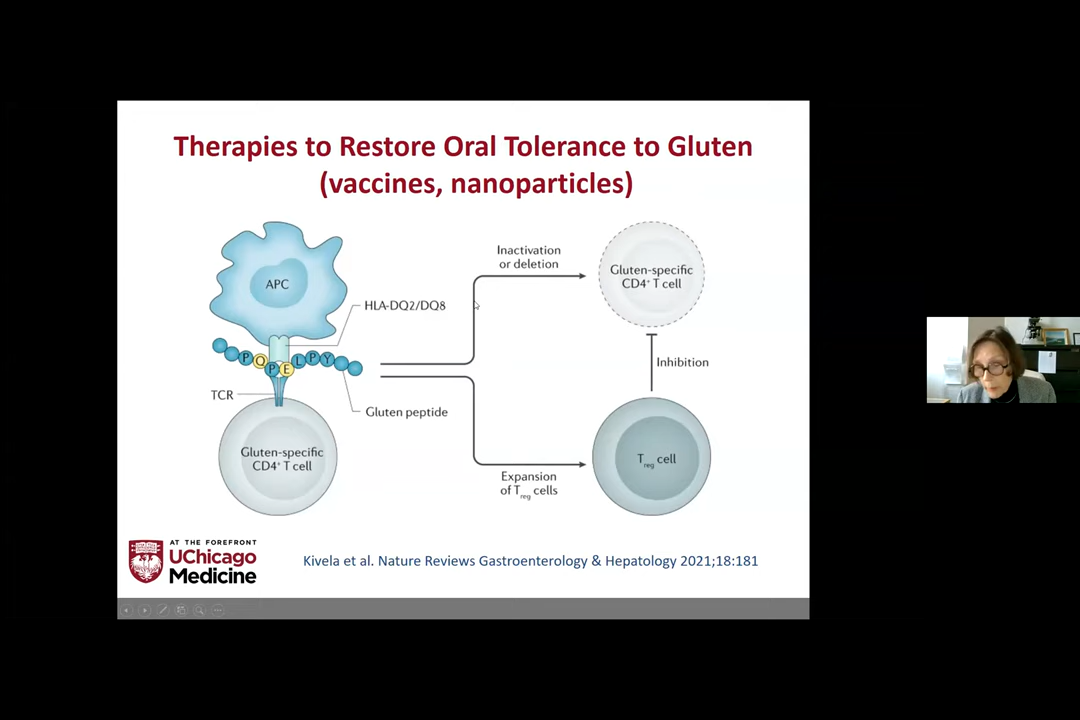 Therapies to Restore Oral Tolerance to Gluten
(vaccines, nanoparticles)
APC
HLA-DQ2/DQ8
P Q P E L P Y
TCR
Gluten peptide
Gluten-specific
CD4⁺ T cell
Inactivation
or deletion
Gluten-specific
CD4⁺ T cell
Inhibition
Expansion
of Treg cells
Treg cell
AT THE FOREFRONT
UChicago
Medicine
Kivela et al. Nature Reviews Gastroenterology & Hepatology 2021;18:181